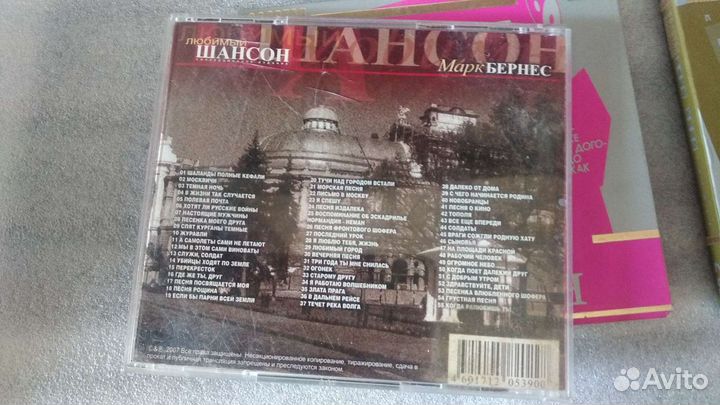 ЛЮБИМЫЙ
ШАНСОН
ШАНСОН
Марк БЕРНЕС
01 ШАЛАНДЫ ПОЛНЫЕ КЕФАЛИ
02 МОСКВИЧИ
03 ТЕМНАЯ НОЧЬ
04 В ЖИЗНИ ТАК СЛУЧАЕТСЯ
05 ПОЛЕВАЯ ПОЧТА
06 ХОТЯТ ЛИ РУССКИЕ ВОЙНЫ
07 НАСТОЯЩИЕ МУЖЧИНЫ
08 ПЕСЕНКА МОЕГО ДРУГА
09 СПЯТ КУРГАНЫ ТЕМНЫЕ
10 ЖУРАВЛИ
11 А САМОЛЕТЫ САМИ НЕ ЛЕТАЮТ
12 МЫ В ЭТОМ САМИ ВИНОВАТЫ
13 СЛУЖИ, СОЛДАТ
14 УБИЙЦЫ ХОДЯТ ПО ЗЕМЛЕ
15 ПЕРЕКРЕСТОК
16 ГДЕ ЖЕ ТЫ, ДРУГ
17 ПЕСНЯ ПОСВЯЩАЕТСЯ МОЯ
18 ПЕСНЯ РОЩИНА
19 ЕСЛИ БЫ ПАРНИ ВСЕЙ ЗЕМЛИ
20 ТУЧИ НАД ГОРОДОМ ВСТАЛИ
21 МОРСКАЯ ПЕСНЯ
22 ПИСЬМО В МОСКВУ
23 Я СПЕШУ
24 ПЕСНЯ ИЗДАЛЕКА
25 ВОСПОМИНАНИЕ ОБ ЭСКАДРИЛЬЕ
НОРМАНДИЯ - НЕМАН
26 ПЕСНЯ ФРОНТОВОГО ШОФЕРА
27 ПОСЛЕДНИЙ УРОК
28 Я ЛЮБЛЮ ТЕБЯ, ЖИЗНЬ
29 ЛЮБИМЫЙ ГОРОД
30 ВЕЧЕРНЯЯ ПЕСНЯ
31 ТРИ ГОДА ТЫ МНЕ СНИЛАСЬ
32 ОГОНЕК
33 СТАРОМУ ДРУГУ
34 Я РАБОТАЮ ВОЛШЕБНИКОМ
35 ЗЛАТА ПРАГА
36 В ДАЛЬНЕМ РЕЙСЕ
37 ТЕЧЕТ РЕКА ВОЛГА
38 ДАЛЕКО ОТ ДОМА
39 С ЧЕГО НАЧИНАЕТСЯ РОДИНА
40 НОВОБРАНЦЫ
41 ПЕСНЯ О КИНО
42 ТОПОЛЯ
43 ВСЕ ЕЩЕ ВПЕРЕДИ
44 СОЛДАТЫ
45 ВРАГИ СОЖГЛИ РОДНУЮ ХАТУ
46 СЫНОВЬЯ
47 НА ПЛОЩАДИ КРАСНОЙ
48 РАБОЧИЙ ЧЕЛОВЕК
49 ОГРОМНОЕ НЕБО
50 КОГДА ПОЕТ ДАЛЕКИЙ ДРУГ
51 С ДОБРЫМ УТРОМ
52 ЗДРАВСТВУЙТЕ, ДЕТИ
53 ПЕСЕНКА ВЛЮБЛЕННОГО ШОФЕРА
54 ГРУСТНАЯ ПЕСНЯ
55 КОГДА РАЗЛЮБИШЬ ТЫ
2007 Все права защищены. Несанкционированное копирование, тиражирование, сдача в
прокат и публичная трансляция запрещены и преследуются законом.
4 691712 053900
ДОГО-
КАК
Avito